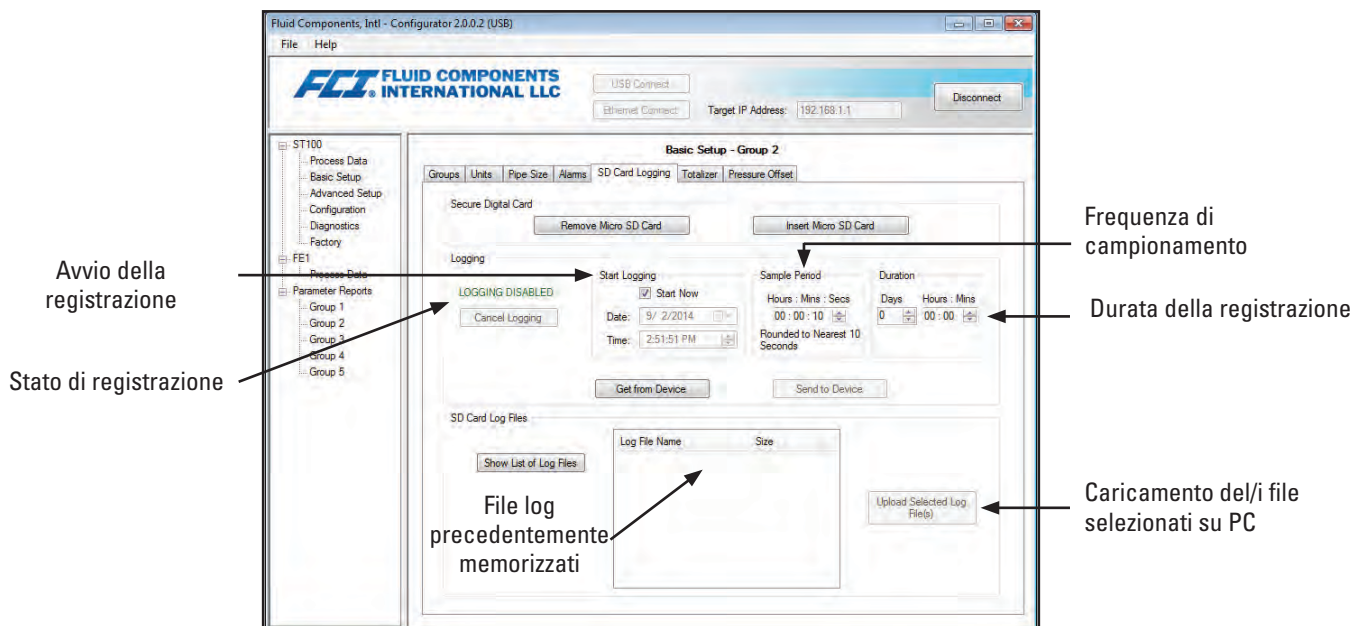 Fluid Components, Intl - Configurator 2.0.0.2 (USB)
File Help
FCI. FLUID COMPONENTS
INTERNATIONAL LLC
USB Connect
Ethernet Connect
Target IP Address: 192.168.1.1
Disconnect
ST100
Process Data
Basic Setup
Advanced Setup
Configuration
Diagnostics
Factory
FE1
Process Data
Parameter Reports
Group 1
Group 2
Group 3
Group 4
Group 5
Basic Setup - Group 2
Groups Units Pipe Size Alarms SD Card Logging Totalizer Pressure Offset
Secure Digital Card
Remove Micro SD Card
Insert Micro SD Card
Logging
LOGGING DISABLED
Cancel Logging
Start Logging
Start Now
Date: 9/ 2/2014
Time: 2:51:51 PM
Sample Period
Hours : Mins : Secs
00 : 00 : 10
Rounded to Nearest 10
Seconds
Duration
Days Hours : Mins
0 00 : 00
Get from Device
Send to Device
SD Card Log Files
Show List of Log Files
Log File Name Size
Upload Selected Log
File(s)
Avvio della
registrazione
Stato di registrazione
File log
precedentemente
memorizzati
Frequenza di
campionamento
Durata della registrazione
Caricamento del/i file
selezionati su PC